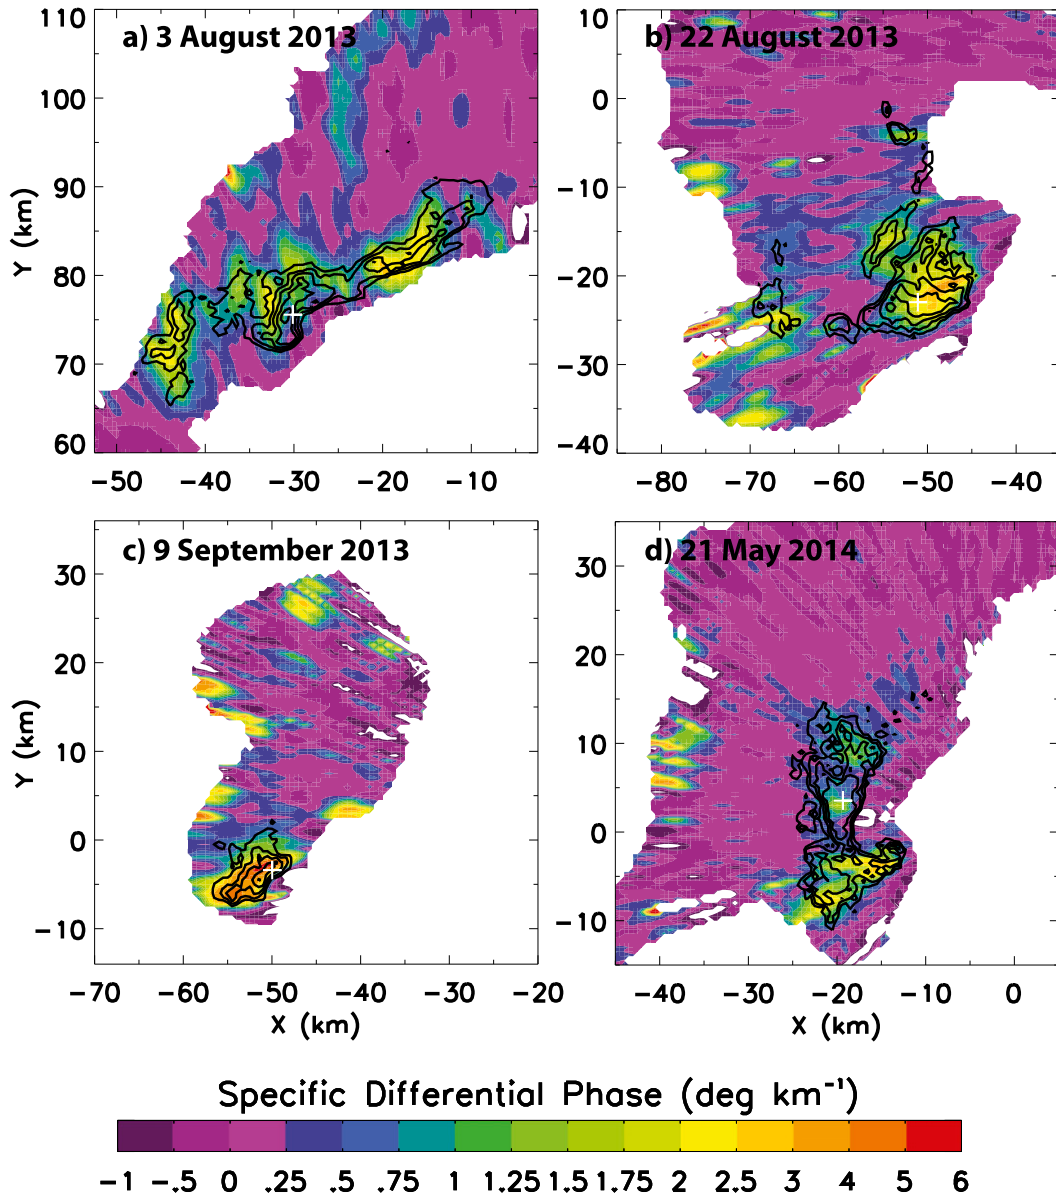 a) 3 August 2013
b) 22 August 2013
110
100
90
80
70
60
Y (km)
10
0
−10
−20
−30
−40
−50 −40 −30 −20 −10
−80 −70 −60 −50 −40
c) 9 September 2013
d) 21 May 2014
30
20
10
0
−10
Y (km)
30
20
10
0
−10
−70 −60 −50 −40 −30 −20
X (km)
−40 −30 −20 −10 0
X (km)
Specific Differential Phase (deg km⁻¹)
−1 −.5 0 .25 .5 .75 1 1.25 1.5 1.75 2 2.5 3 4 5 6